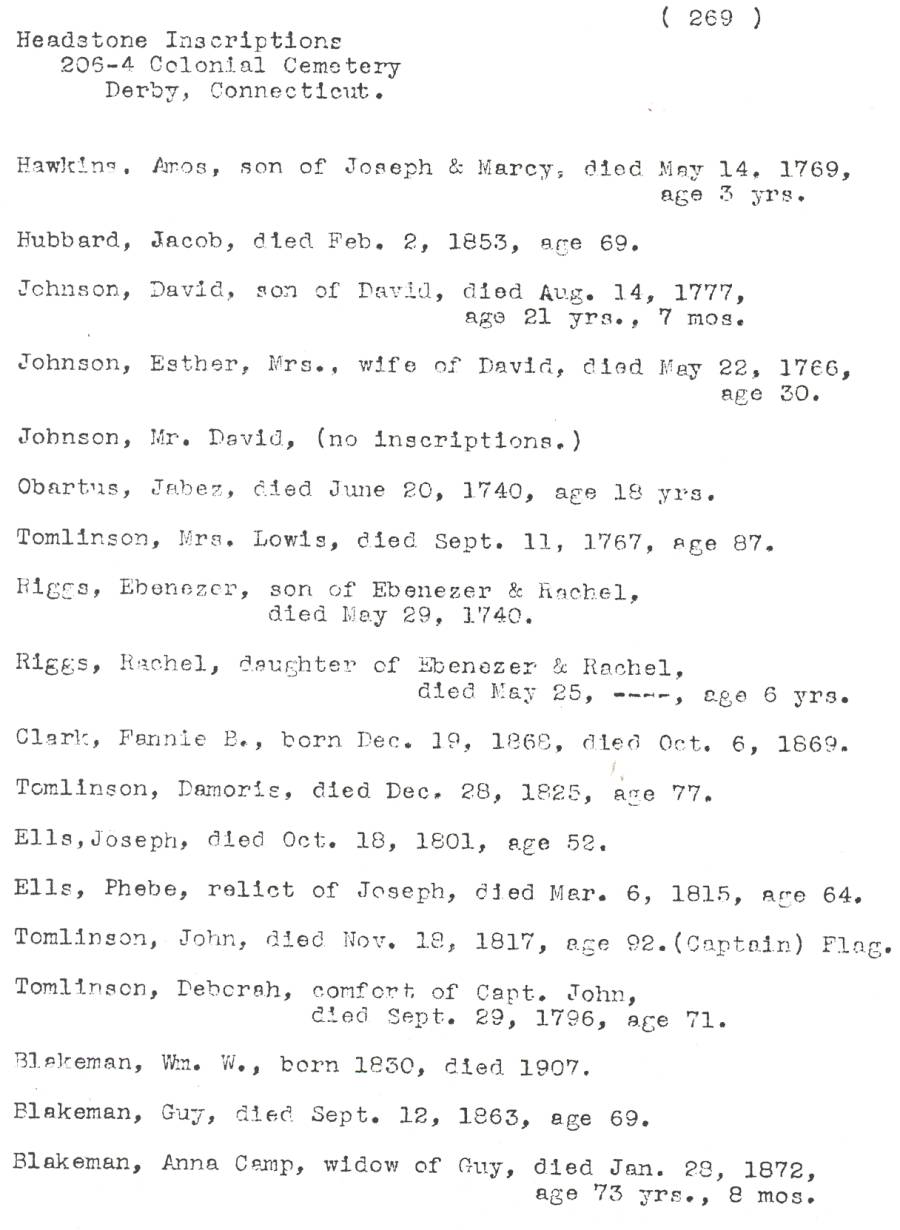 ( 269 )
Headstone Inscriptions
206-4 Colonial Cemetery
Derby, Connecticut.
Hawkins, Amos, son of Joseph & Marcy, died May 14, 1769,
age 3 yrs.
Hubbard, Jacob, died Feb. 2, 1853, age 69.
Johnson, David, son of David, died Aug. 14, 1777,
age 21 yrs., 7 mos.
Johnson, Esther, Mrs., wife of David, died May 22, 1766,
age 30.
Johnson, Mr. David, (no inscriptions.)
Obartus, Jabez, died June 20, 1740, age 18 yrs.
Tomlinson, Mrs. Lowis, died Sept. 11, 1767, age 87.
Riggs, Ebenezer, son of Ebenezer & Rachel,
died May 29, 1740.
Riggs, Rachel, daughter of Ebenezer & Rachel,
died May 25, ----, age 6 yrs.
Clark, Fannie B., born Dec. 19, 1868, died Oct. 6, 1869.
Tomlinson, Damoris, died Dec. 28, 1825, age 77.
Ells,Joseph, died Oct. 18, 1801, age 52.
Ells, Phebe, relict of Joseph, died Mar. 6, 1815, age 64.
Tomlinson, John, died Nov. 18, 1817, age 92.(Captain) Flag.
Tomlinson, Deborah, comfort of Capt. John,
died Sept. 29, 1796, age 71.
Blakeman, Wm. W., born 1830, died 1907.
Blakeman, Guy, died Sept. 12, 1863, age 69.
Blakeman, Anna Camp, widow of Guy, died Jan. 28, 1872,
age 73 yrs., 8 mos.